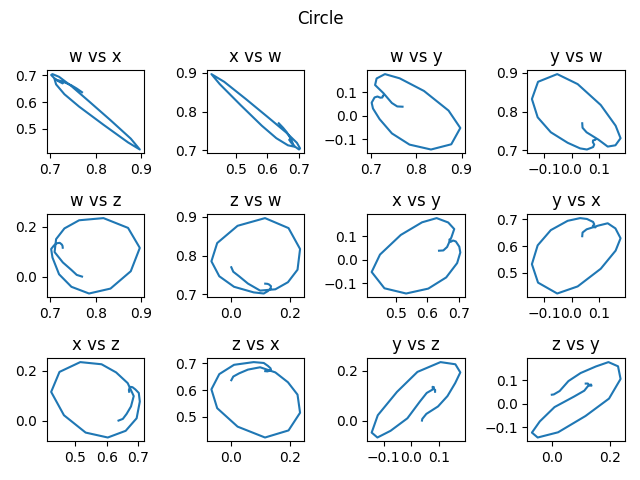 Circle
w vs x
x vs w
w vs y
y vs w
0.7
0.6
0.5
0.7 0.8 0.9
0.9
0.8
0.7
0.5 0.6 0.7
0.1
0.0
−0.1
0.7 0.8 0.9
0.9
0.8
0.7
−0.1 0.0 0.1
w vs z
z vs w
x vs y
y vs x
0.2
0.0
0.7 0.8 0.9
0.9
0.8
0.7
0.0 0.2
0.1
0.0
−0.1
0.5 0.6 0.7
0.7
0.6
0.5
−0.1 0.0 0.1
x vs z
z vs x
y vs z
z vs y
0.2
0.0
0.5 0.6 0.7
0.7
0.6
0.5
0.0 0.2
0.2
0.0
−0.1 0.0 0.1
0.1
0.0
−0.1
0.0 0.2